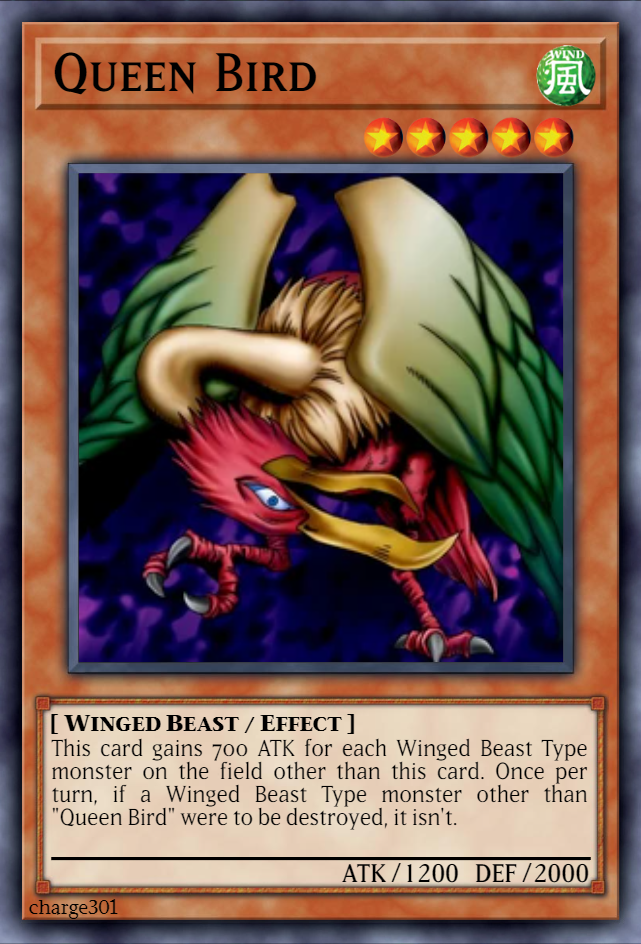 Queen Bird
WIND
風
[ Winged Beast / Effect ]
This card gains 700 ATK for each Winged Beast Type
monster on the field other than this card. Once per
turn, if a Winged Beast Type monster other than
"Queen Bird" were to be destroyed, it isn't.
ATK/1200 DEF/2000
charge301